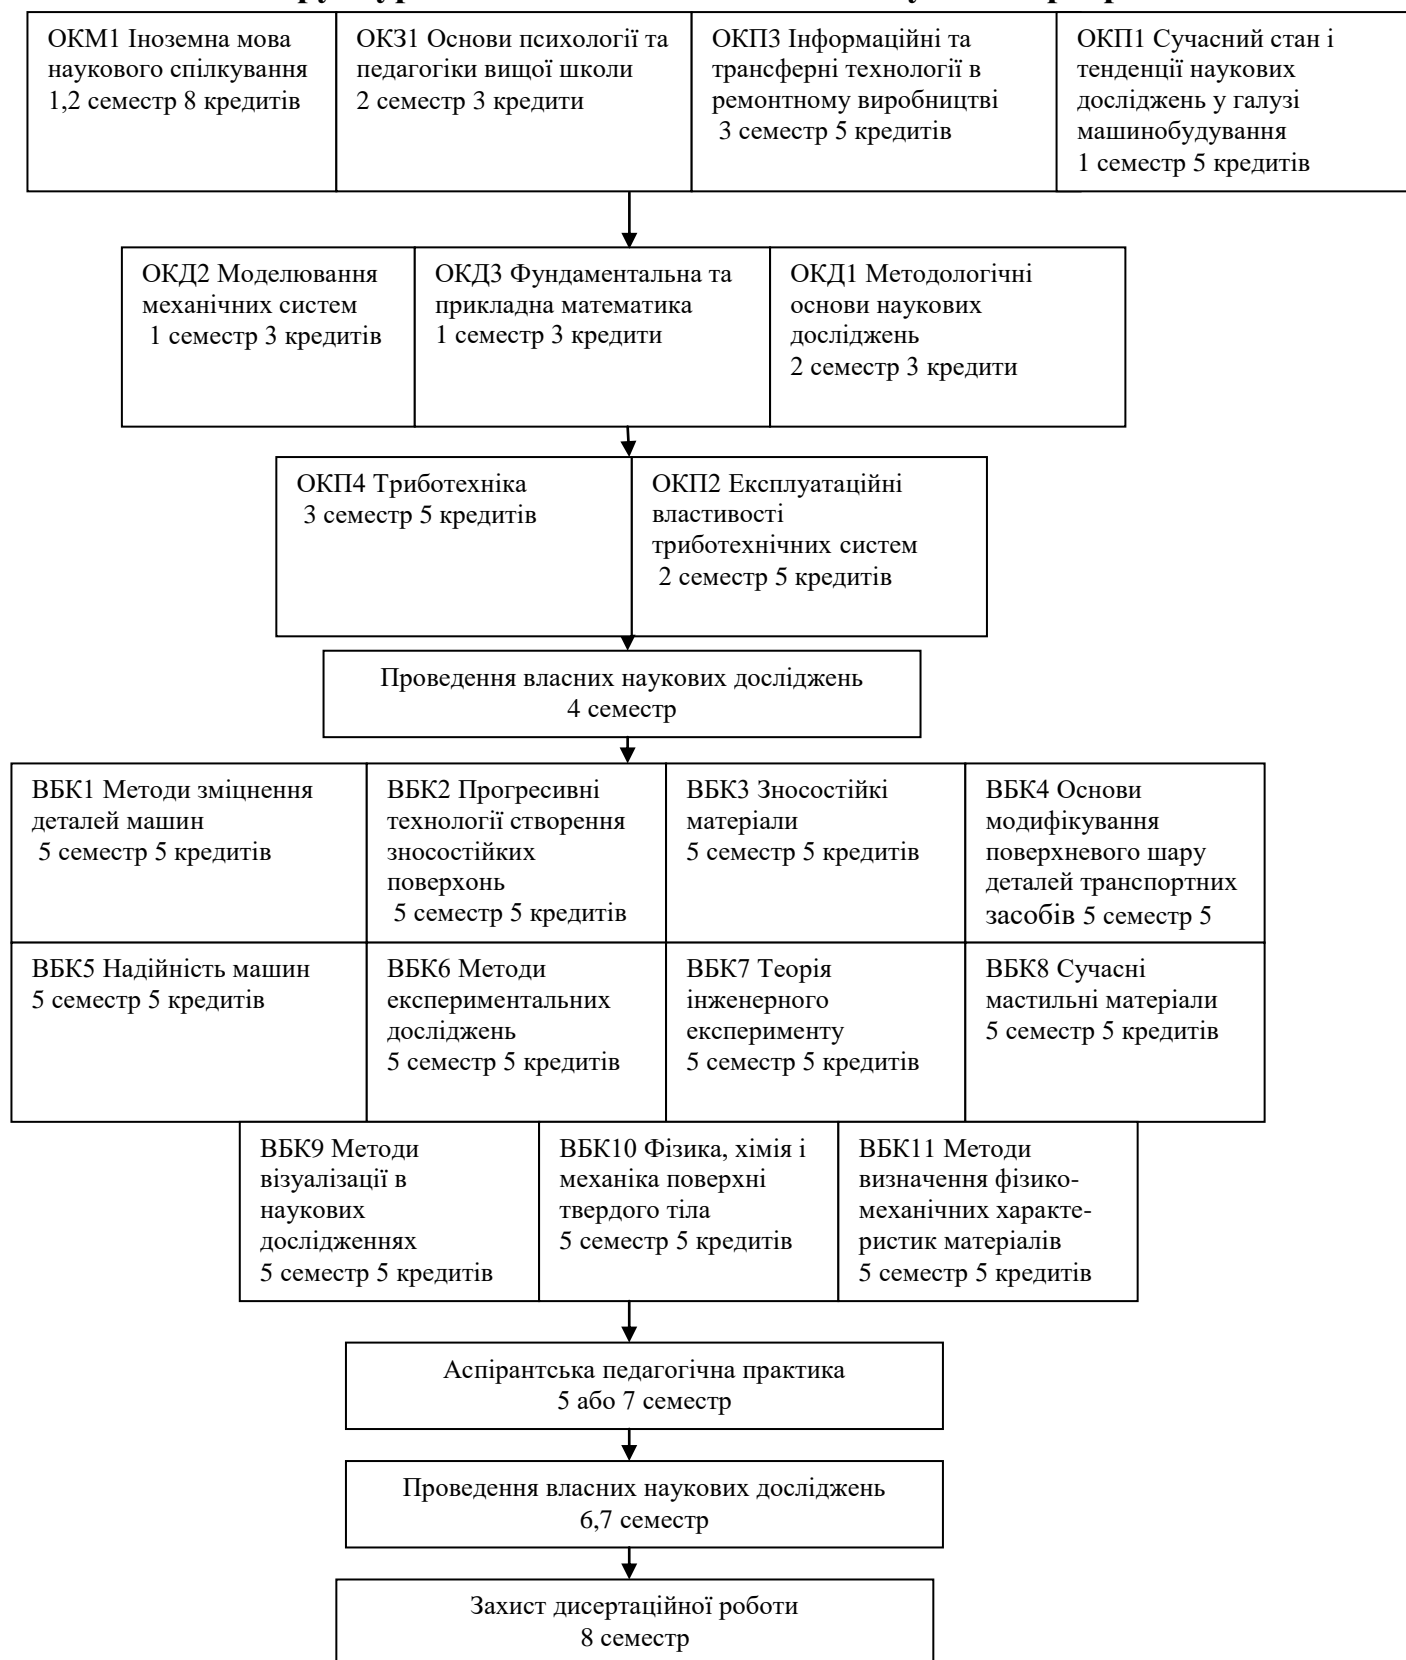 ОКМ1 Іноземна мова
наукового спілкування
1,2 семестр 8 кредитів
ОКЗ1 Основи психології та
педагогіки вищої школи
2 семестр 3 кредити
ОКП3 Інформаційні та
трансферні технології в
ремонтному виробництві
3 семестр 5 кредитів
ОКП1 Сучасний стан і
тенденції наукових
досліджень у галузі
машинобудування
1 семестр 5 кредитів
ОКД2 Моделювання
механічних систем
1 семестр 3 кредитів
ОКД3 Фундаментальна та
прикладна математика
1 семестр 3 кредити
ОКД1 Методологічні
основи наукових
досліджень
2 семестр 3 кредити
ОКП4 Триботехніка
3 семестр 5 кредитів
ОКП2 Експлуатаційні
властивості
триботехнічних систем
2 семестр 5 кредитів
Проведення власних наукових досліджень
4 семестр
ВБК1 Методи зміцнення
деталей машин
5 семестр 5 кредитів
ВБК2 Прогресивні
технології створення
зносостійких
поверхонь
5 семестр 5 кредитів
ВБК3 Зносостійкі
матеріали
5 семестр 5 кредитів
ВБК4 Основи
модифікування
поверхневого шару
деталей транспортних
засобів 5 семестр 5
ВБК5 Надійність машин
5 семестр 5 кредитів
ВБК6 Методи
експериментальних
досліджень
5 семестр 5 кредитів
ВБК7 Теорія
інженерного
експерименту
5 семестр 5 кредитів
ВБК8 Сучасні
мастильні матеріали
5 семестр 5 кредитів
ВБК9 Методи
візуалізації в
наукових
дослідженнях
5 семестр 5 кредитів
ВБК10 Фізика, хімія і
механіка поверхні
твердого тіла
5 семестр 5 кредитів
ВБК11 Методи
визначення фізико-
механічних характе-
ристик матеріалів
5 семестр 5 кредитів
Аспірантська педагогічна практика
5 або 7 семестр
Проведення власних наукових досліджень
6,7 семестр
Захист дисертаційної роботи
8 семестр